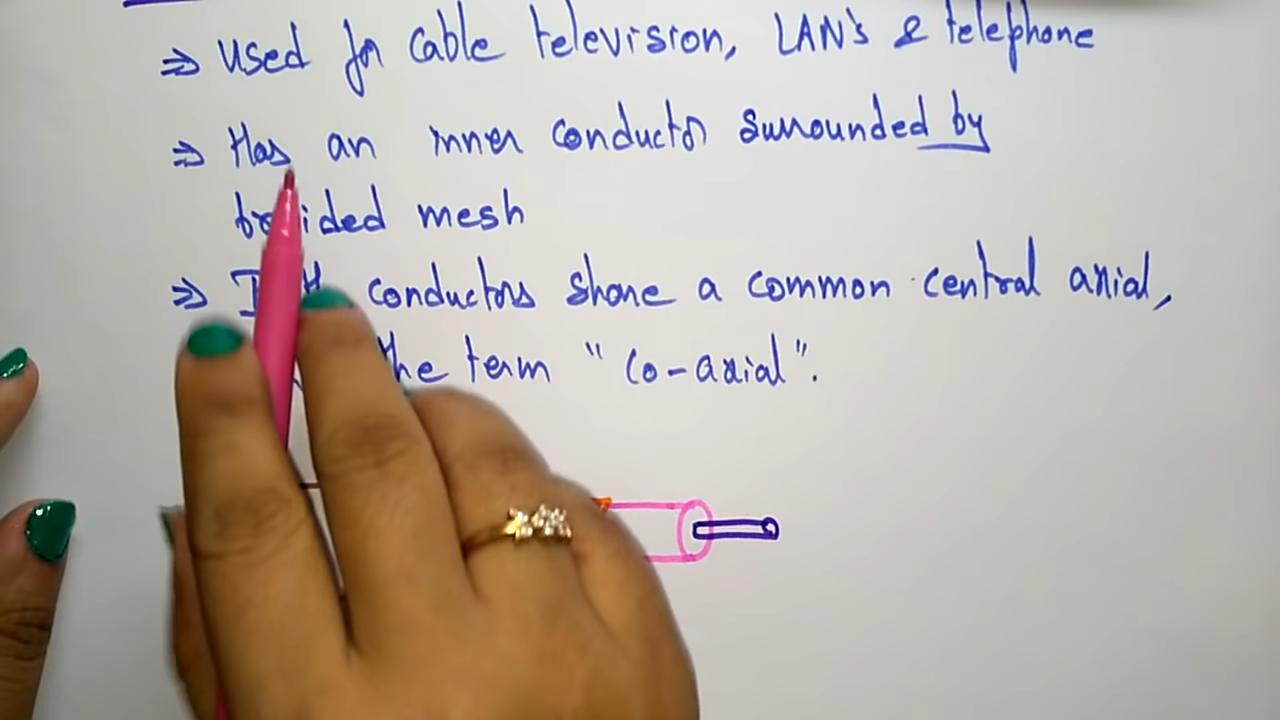 ⇒ Used for Cable television, LAN's & telephone
⇒ Has an inner conductor surrounded by
braided mesh
⇒ conductors share a common central axial,
the term " Co-axial".